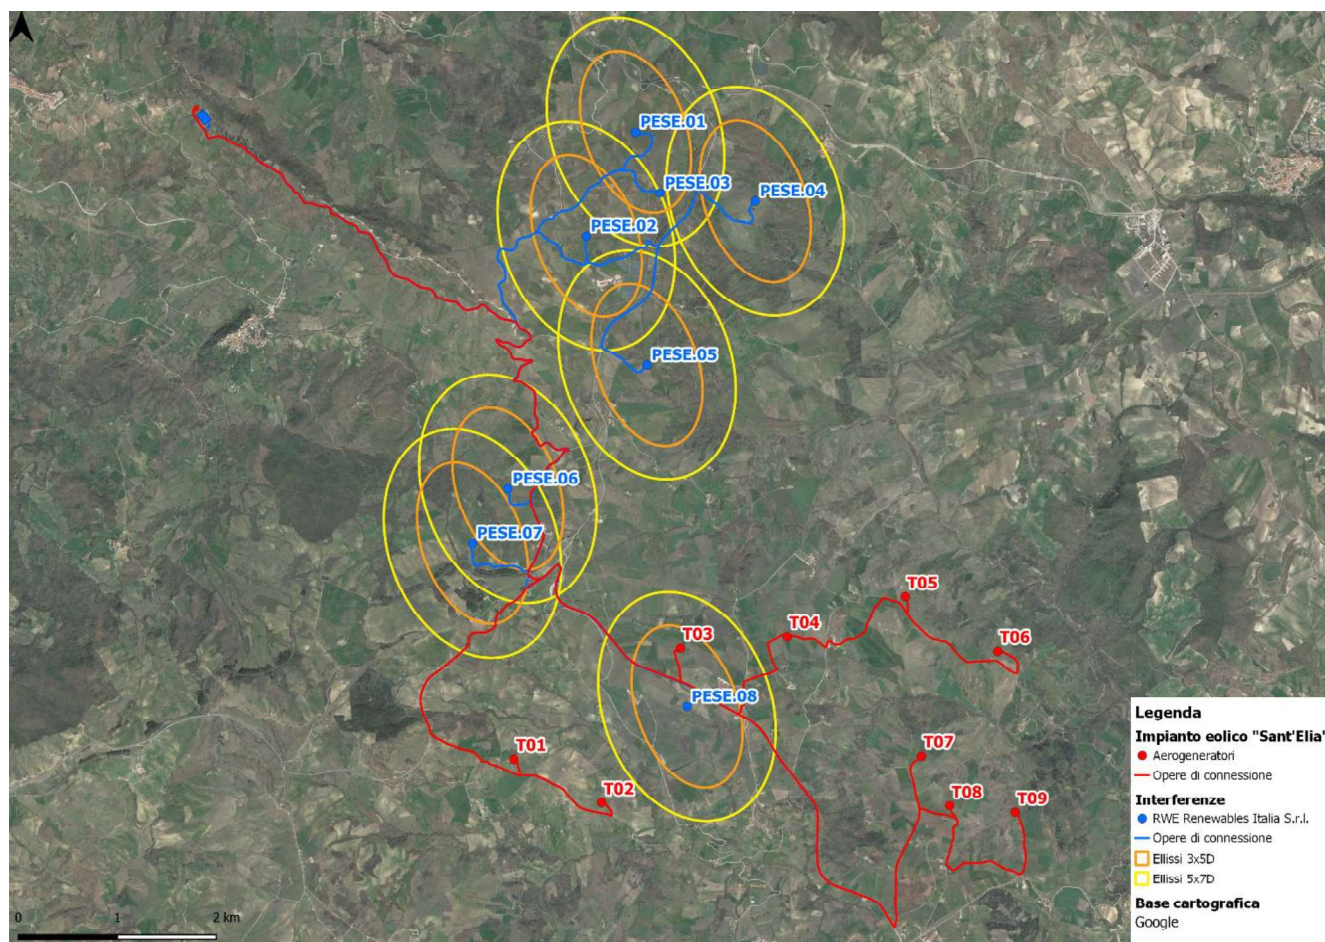 PESE.01
PESE.03
PESE.04
PESE.02
PESE.05
PESE.06
PESE.07
T05
T03
T04
T06
PESE.08
T01
T07
T02
T08
T09
Legenda
Impianto eolico "Sant'Elia"
Aerogeneratori
Opere di connessione
Interferenze
RWE Renewables Italia S.r.l.
Opere di connessione
Ellissi 3x5D
Ellissi 5x7D
Base cartografica
Google
0 1 2 km